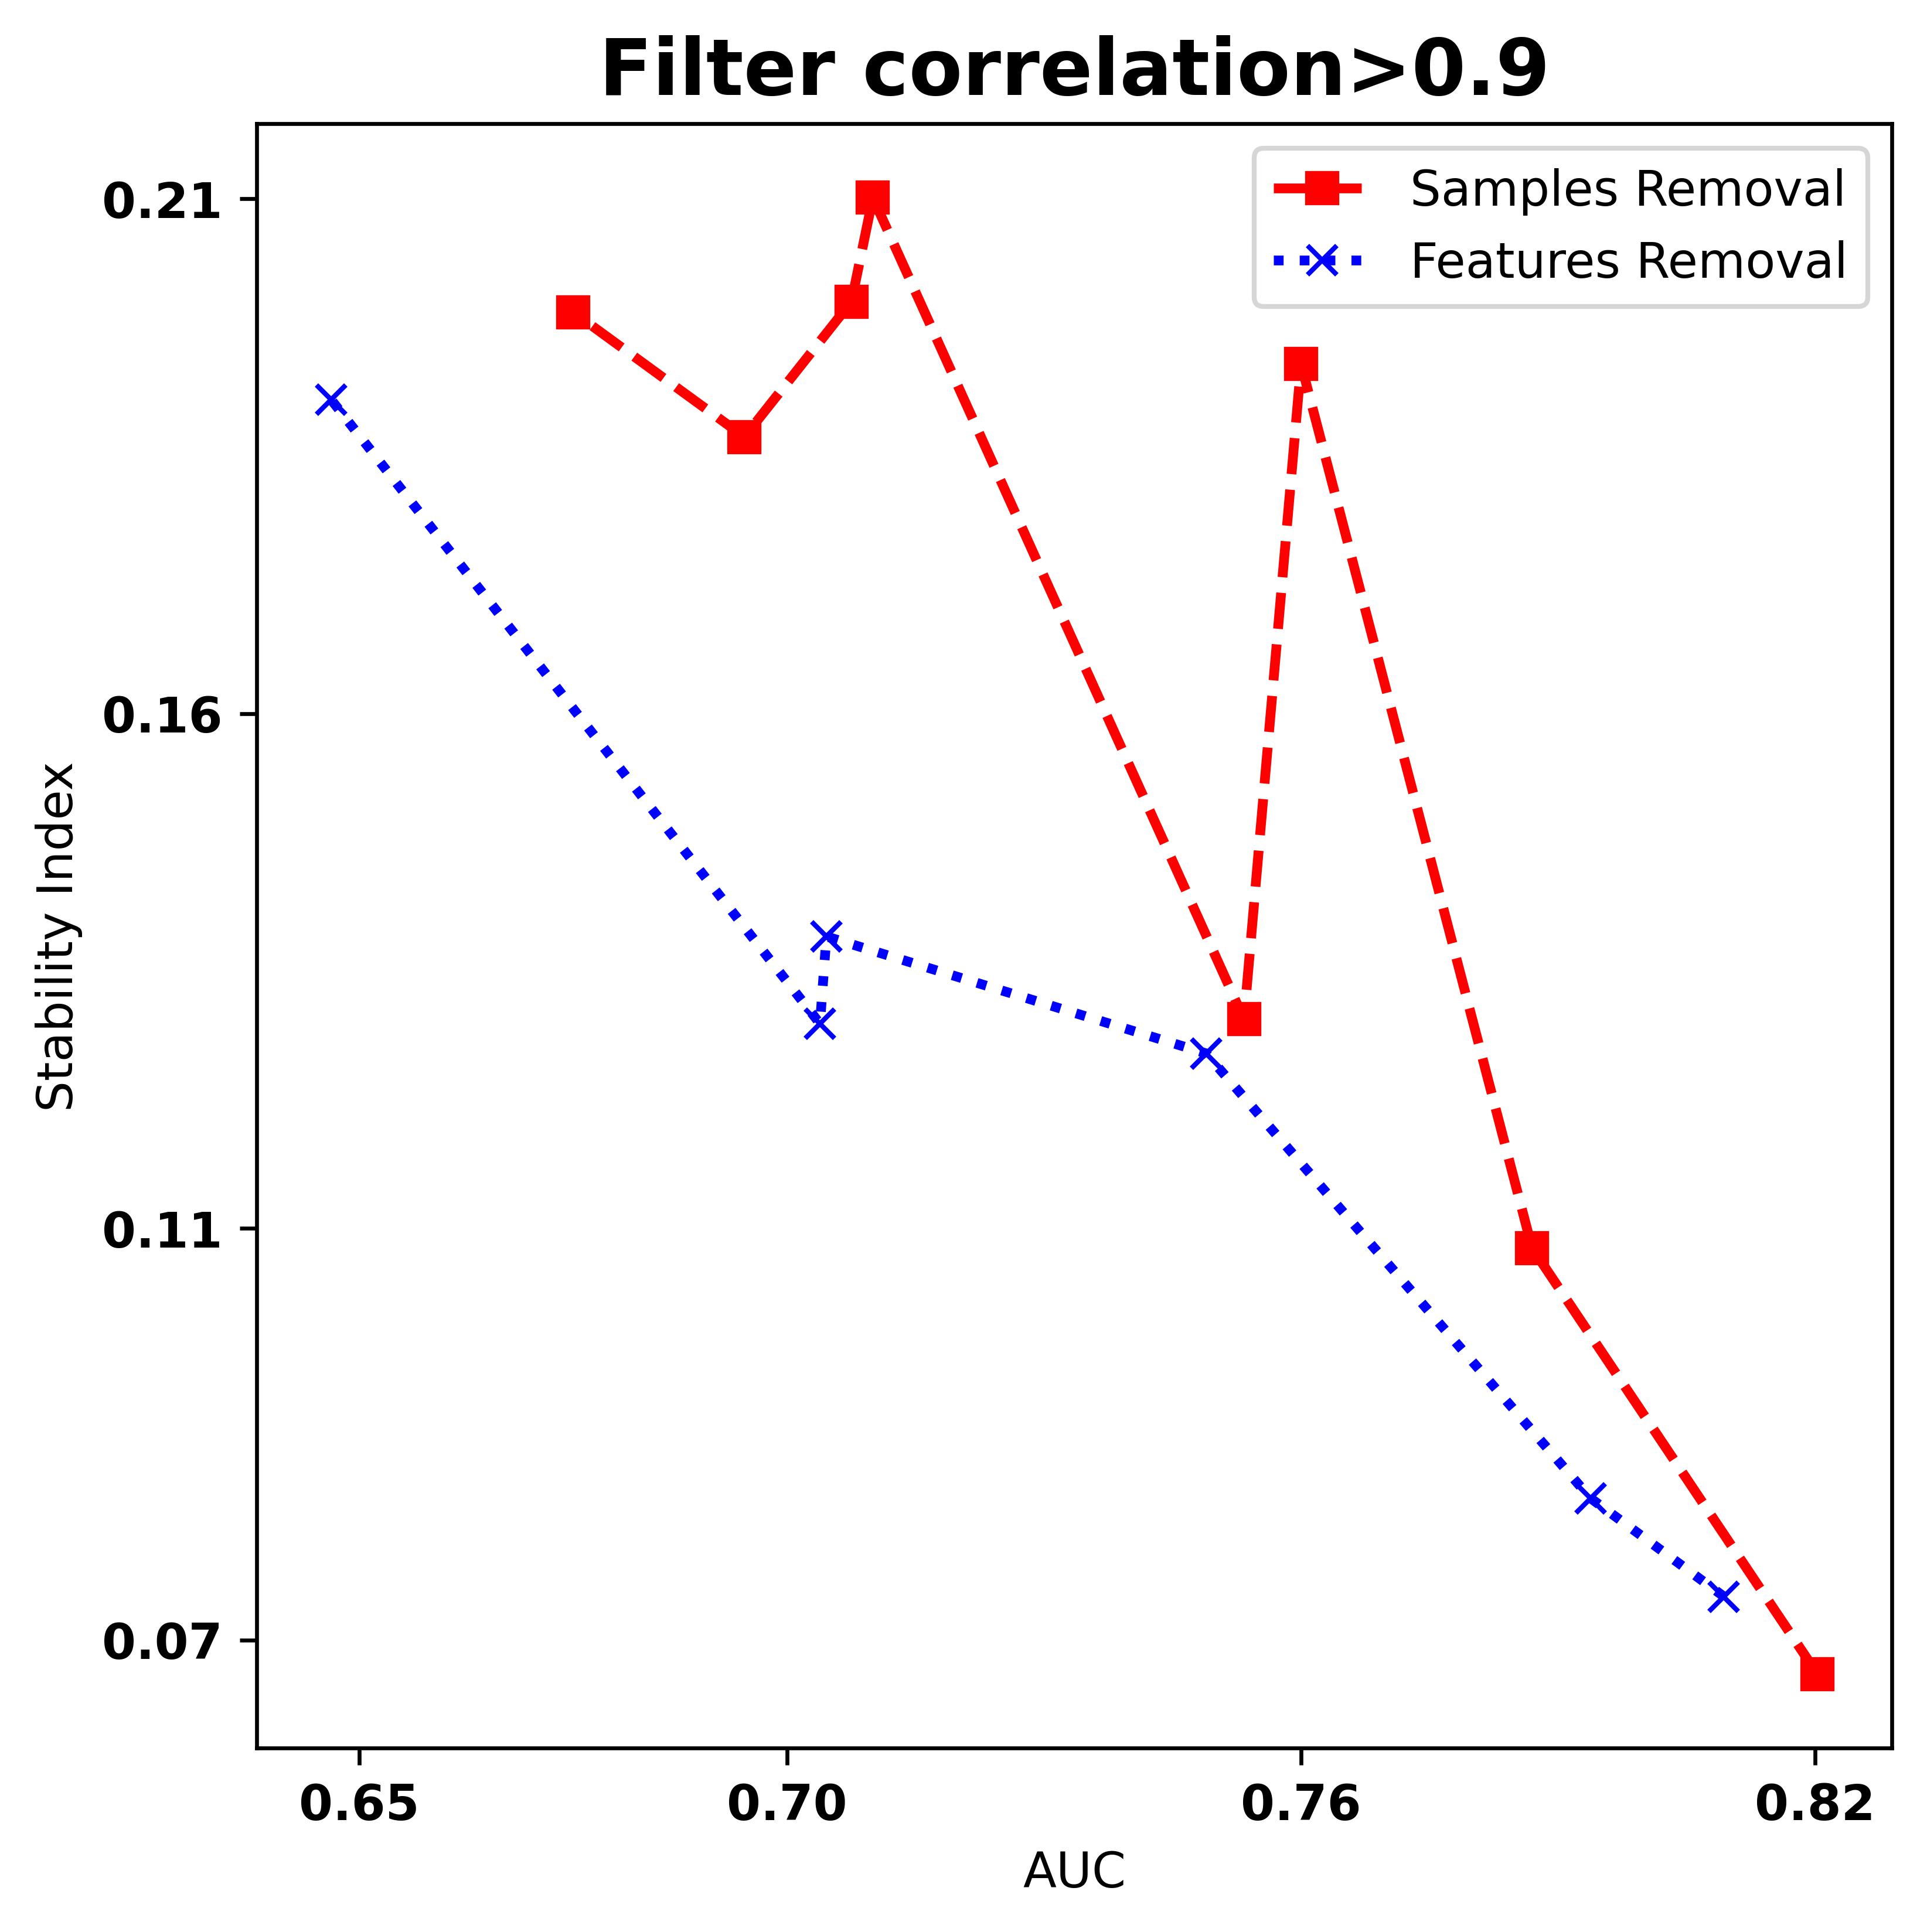 Filter correlation>0.9
Samples Removal
Features Removal
0.21
0.16
0.11
0.07
Stability Index
0.65
0.70
0.76
0.82
AUC